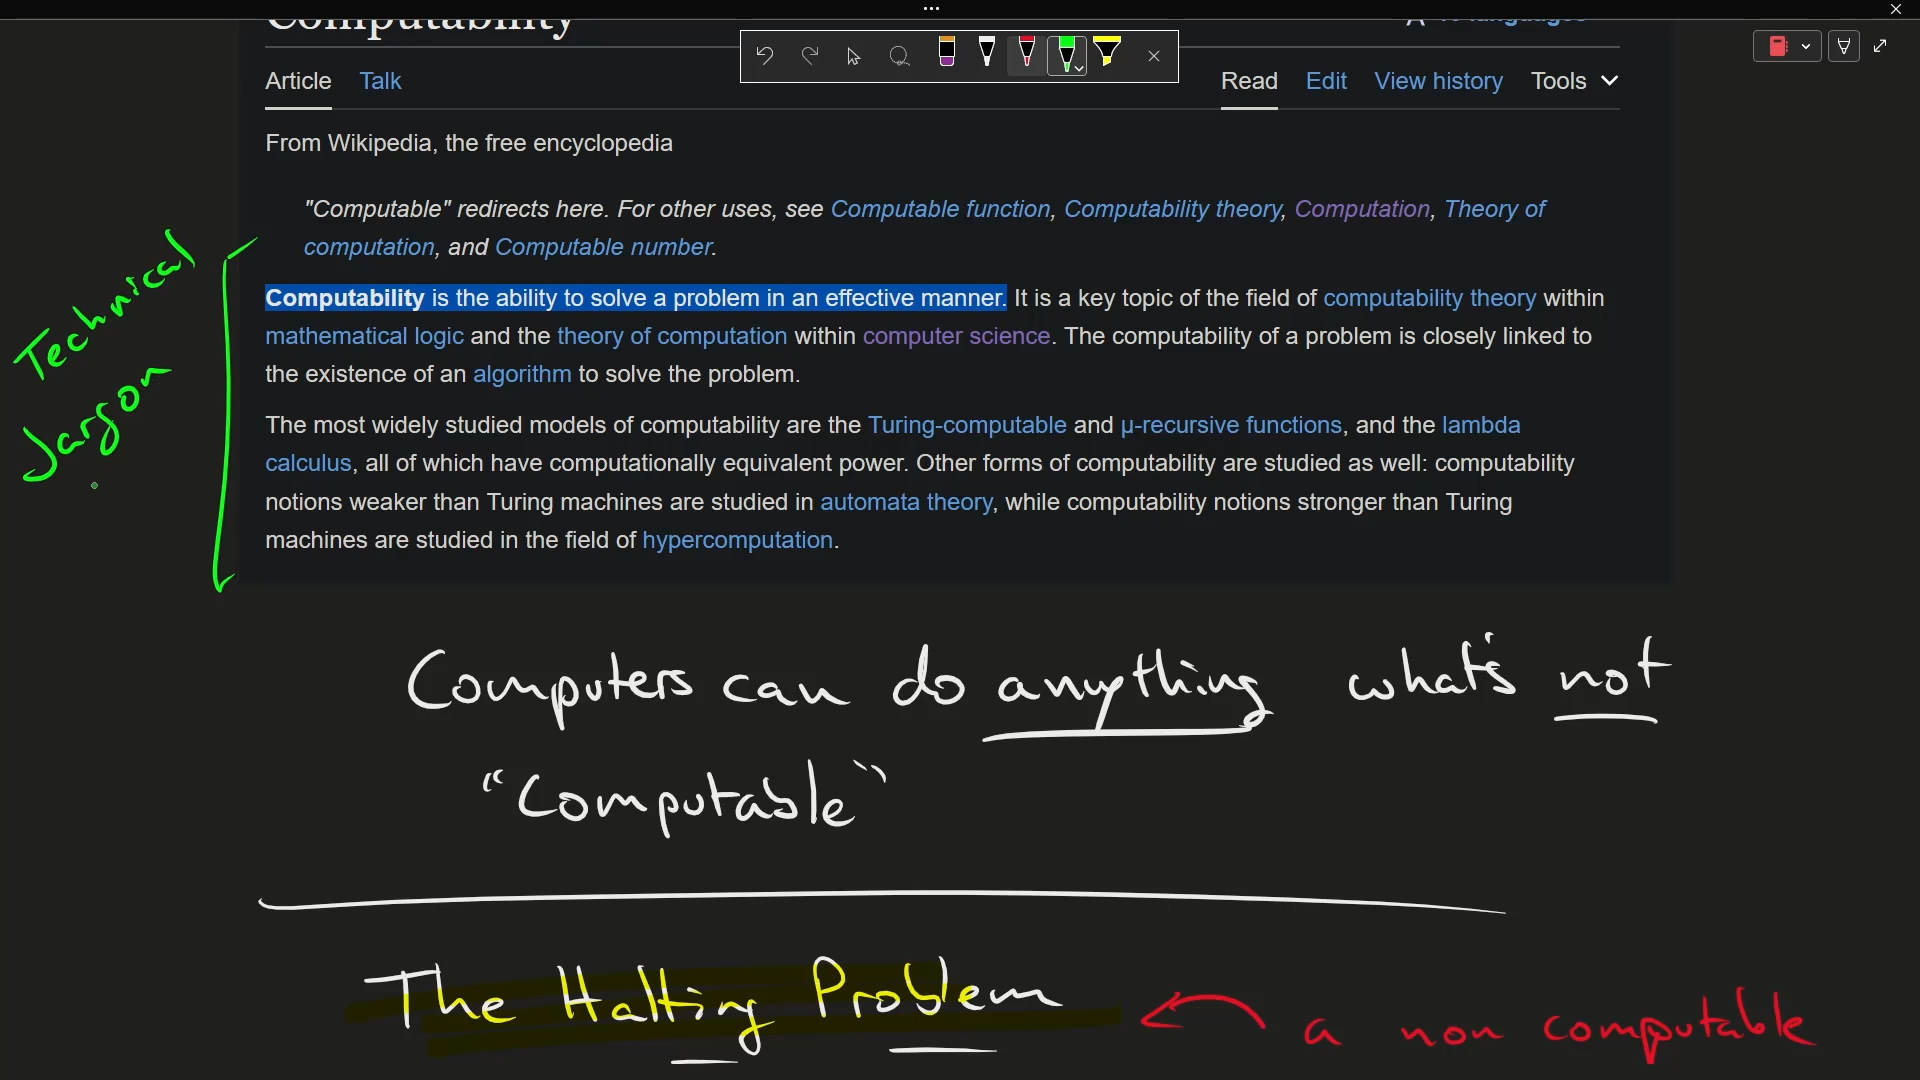 Computability
Article Talk Read Edit View history Tools
From Wikipedia, the free encyclopedia
"Computable" redirects here. For other uses, see Computable function, Computability theory, Computation, Theory of
computation, and Computable number.
Computability is the ability to solve a problem in an effective manner. It is a key topic of the field of computability theory within
mathematical logic and the theory of computation within computer science. The computability of a problem is closely linked to
the existence of an algorithm to solve the problem.
The most widely studied models of computability are the Turing-computable and μ-recursive functions, and the lambda
calculus, all of which have computationally equivalent power. Other forms of computability are studied as well: computability
notions weaker than Turing machines are studied in automata theory, while computability notions stronger than Turing
machines are studied in the field of hypercomputation.
Technical
Jargon
Computers can do anything what's not
"Computable"
The Halting Problem
a non computable